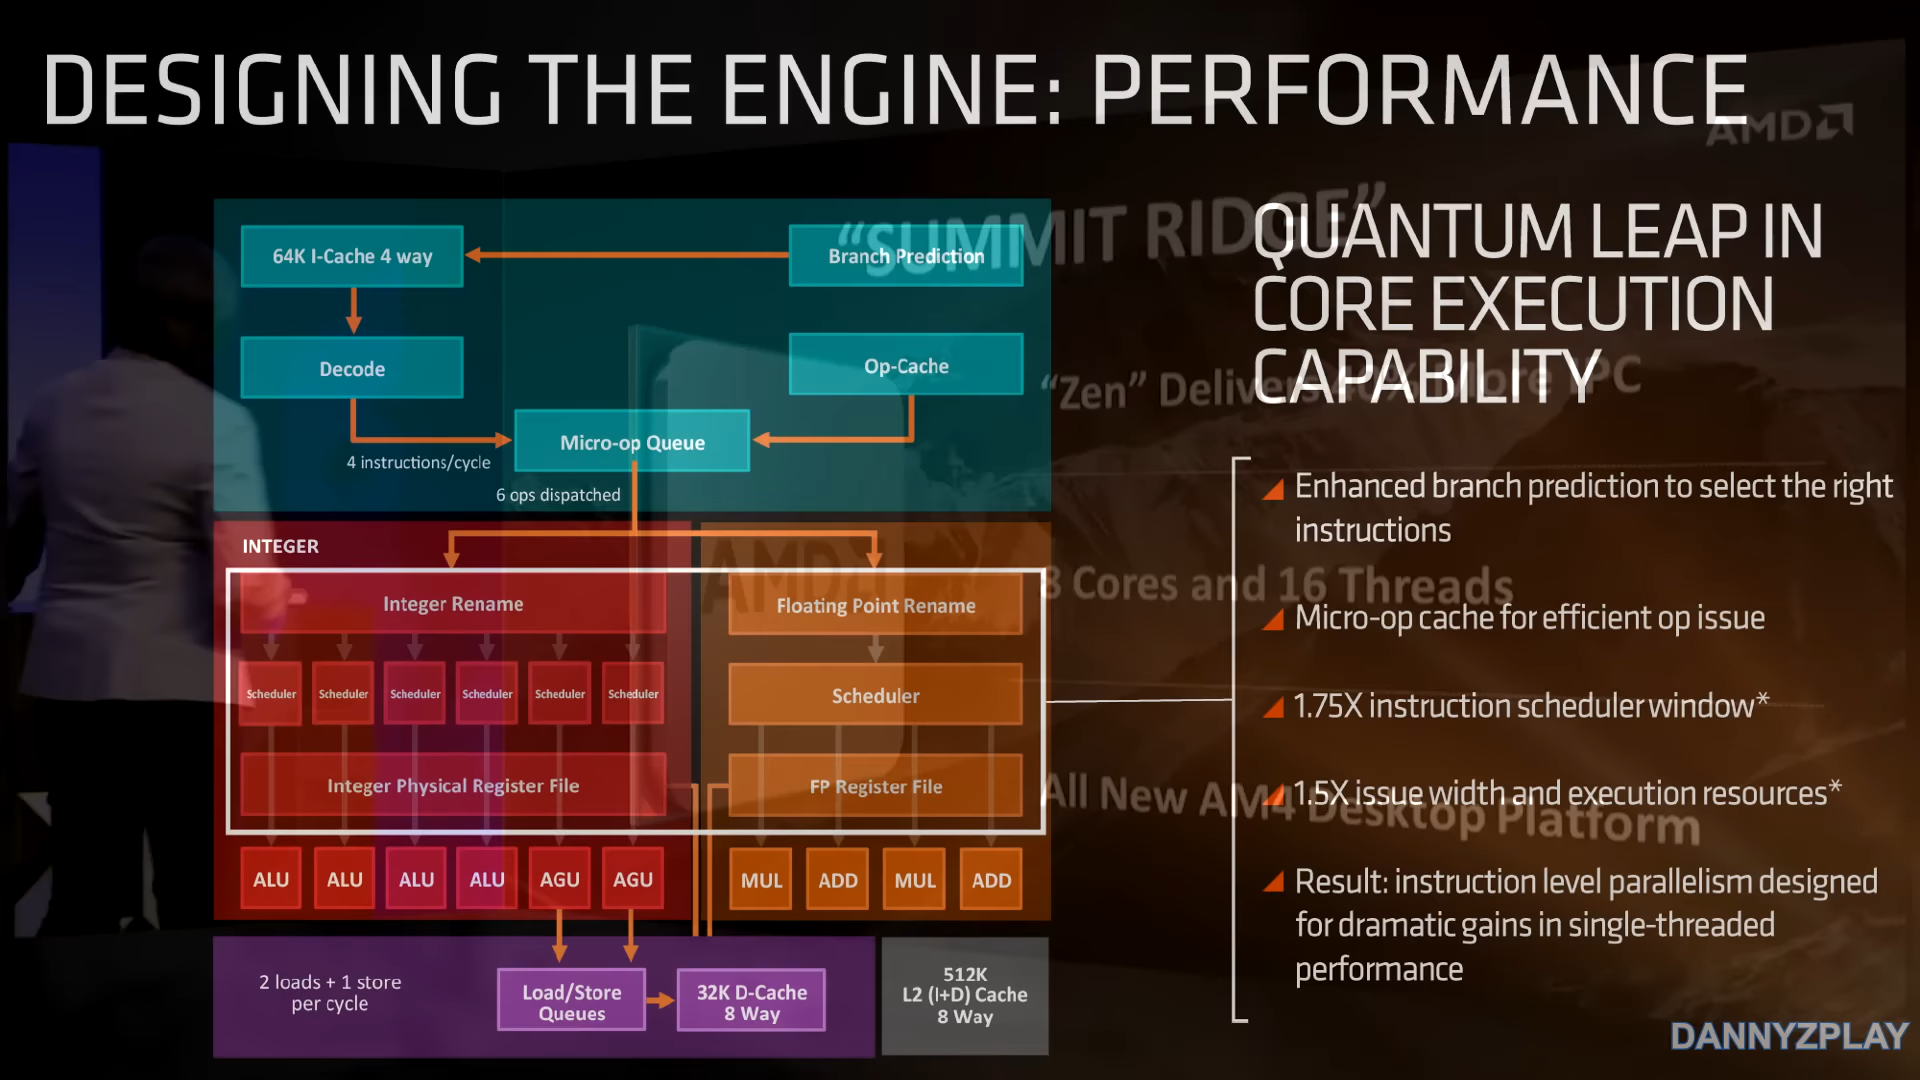 DESIGNING THE ENGINE: PERFORMANCE
AMD
"SUMMIT RIDGE"
"Zen" Delivers 40% More IPC
8 Cores and 16 Threads
All New AM4 Desktop Platform
64K I-Cache 4 way
Branch Prediction
Decode
Op-Cache
Micro-op Queue
4 instructions/cycle
6 ops dispatched
INTEGER
Integer Rename
Floating Point Rename
Scheduler
Scheduler
Scheduler
Scheduler
Scheduler
Scheduler
Scheduler
Integer Physical Register File
FP Register File
ALU
ALU
ALU
ALU
AGU
AGU
MUL
ADD
MUL
ADD
2 loads + 1 store
per cycle
Load/Store
Queues
32K D-Cache
8 Way
512K
L2 (I+D) Cache
8 Way
QUANTUM LEAP IN
CORE EXECUTION
CAPABILITY
Enhanced branch prediction to select the right
instructions
Micro-op cache for efficient op issue
1.75X instruction scheduler window*
1.5X issue width and execution resources*
Result: instruction level parallelism designed
for dramatic gains in single-threaded
performance
AMD
DANNYZPLAY